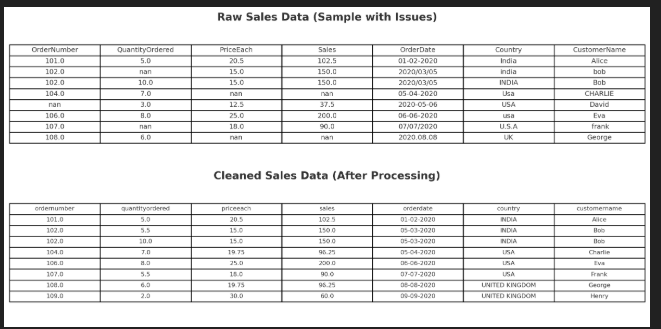 Raw Sales Data (Sample with Issues)
OrderNumber QuantityOrdered PriceEach Sales OrderDate Country CustomerName
101.0 5.0 20.5 102.5 01-02-2020 India Alice
102.0 nan 15.0 150.0 2020/03/05 india bob
102.0 10.0 15.0 150.0 2020/03/05 INDIA Bob
104.0 7.0 nan nan 05-04-2020 Usa CHARLIE
nan 3.0 12.5 37.5 2020-05-06 USA David
106.0 8.0 25.0 200.0 06-06-2020 usa Eva
107.0 nan 18.0 90.0 07/07/2020 U.S.A Frank
108.0 6.0 nan nan 2020.08.08 UK George
Cleaned Sales Data (After Processing)
ordernumber quantityordered priceeach sales orderdate country customername
101.0 5.0 20.5 102.5 01-02-2020 INDIA Alice
102.0 5.5 15.0 150.0 05-03-2020 INDIA Bob
102.0 10.0 15.0 150.0 05-03-2020 INDIA Bob
104.0 7.0 19.75 96.25 05-04-2020 USA Charlie
106.0 8.0 25.0 200.0 06-06-2020 USA Eva
107.0 5.5 18.0 90.0 07-07-2020 USA Frank
108.0 6.0 19.75 96.25 08-08-2020 UNITED KINGDOM George
109.0 2.0 30.0 60.0 09-09-2020 UNITED KINGDOM Henry